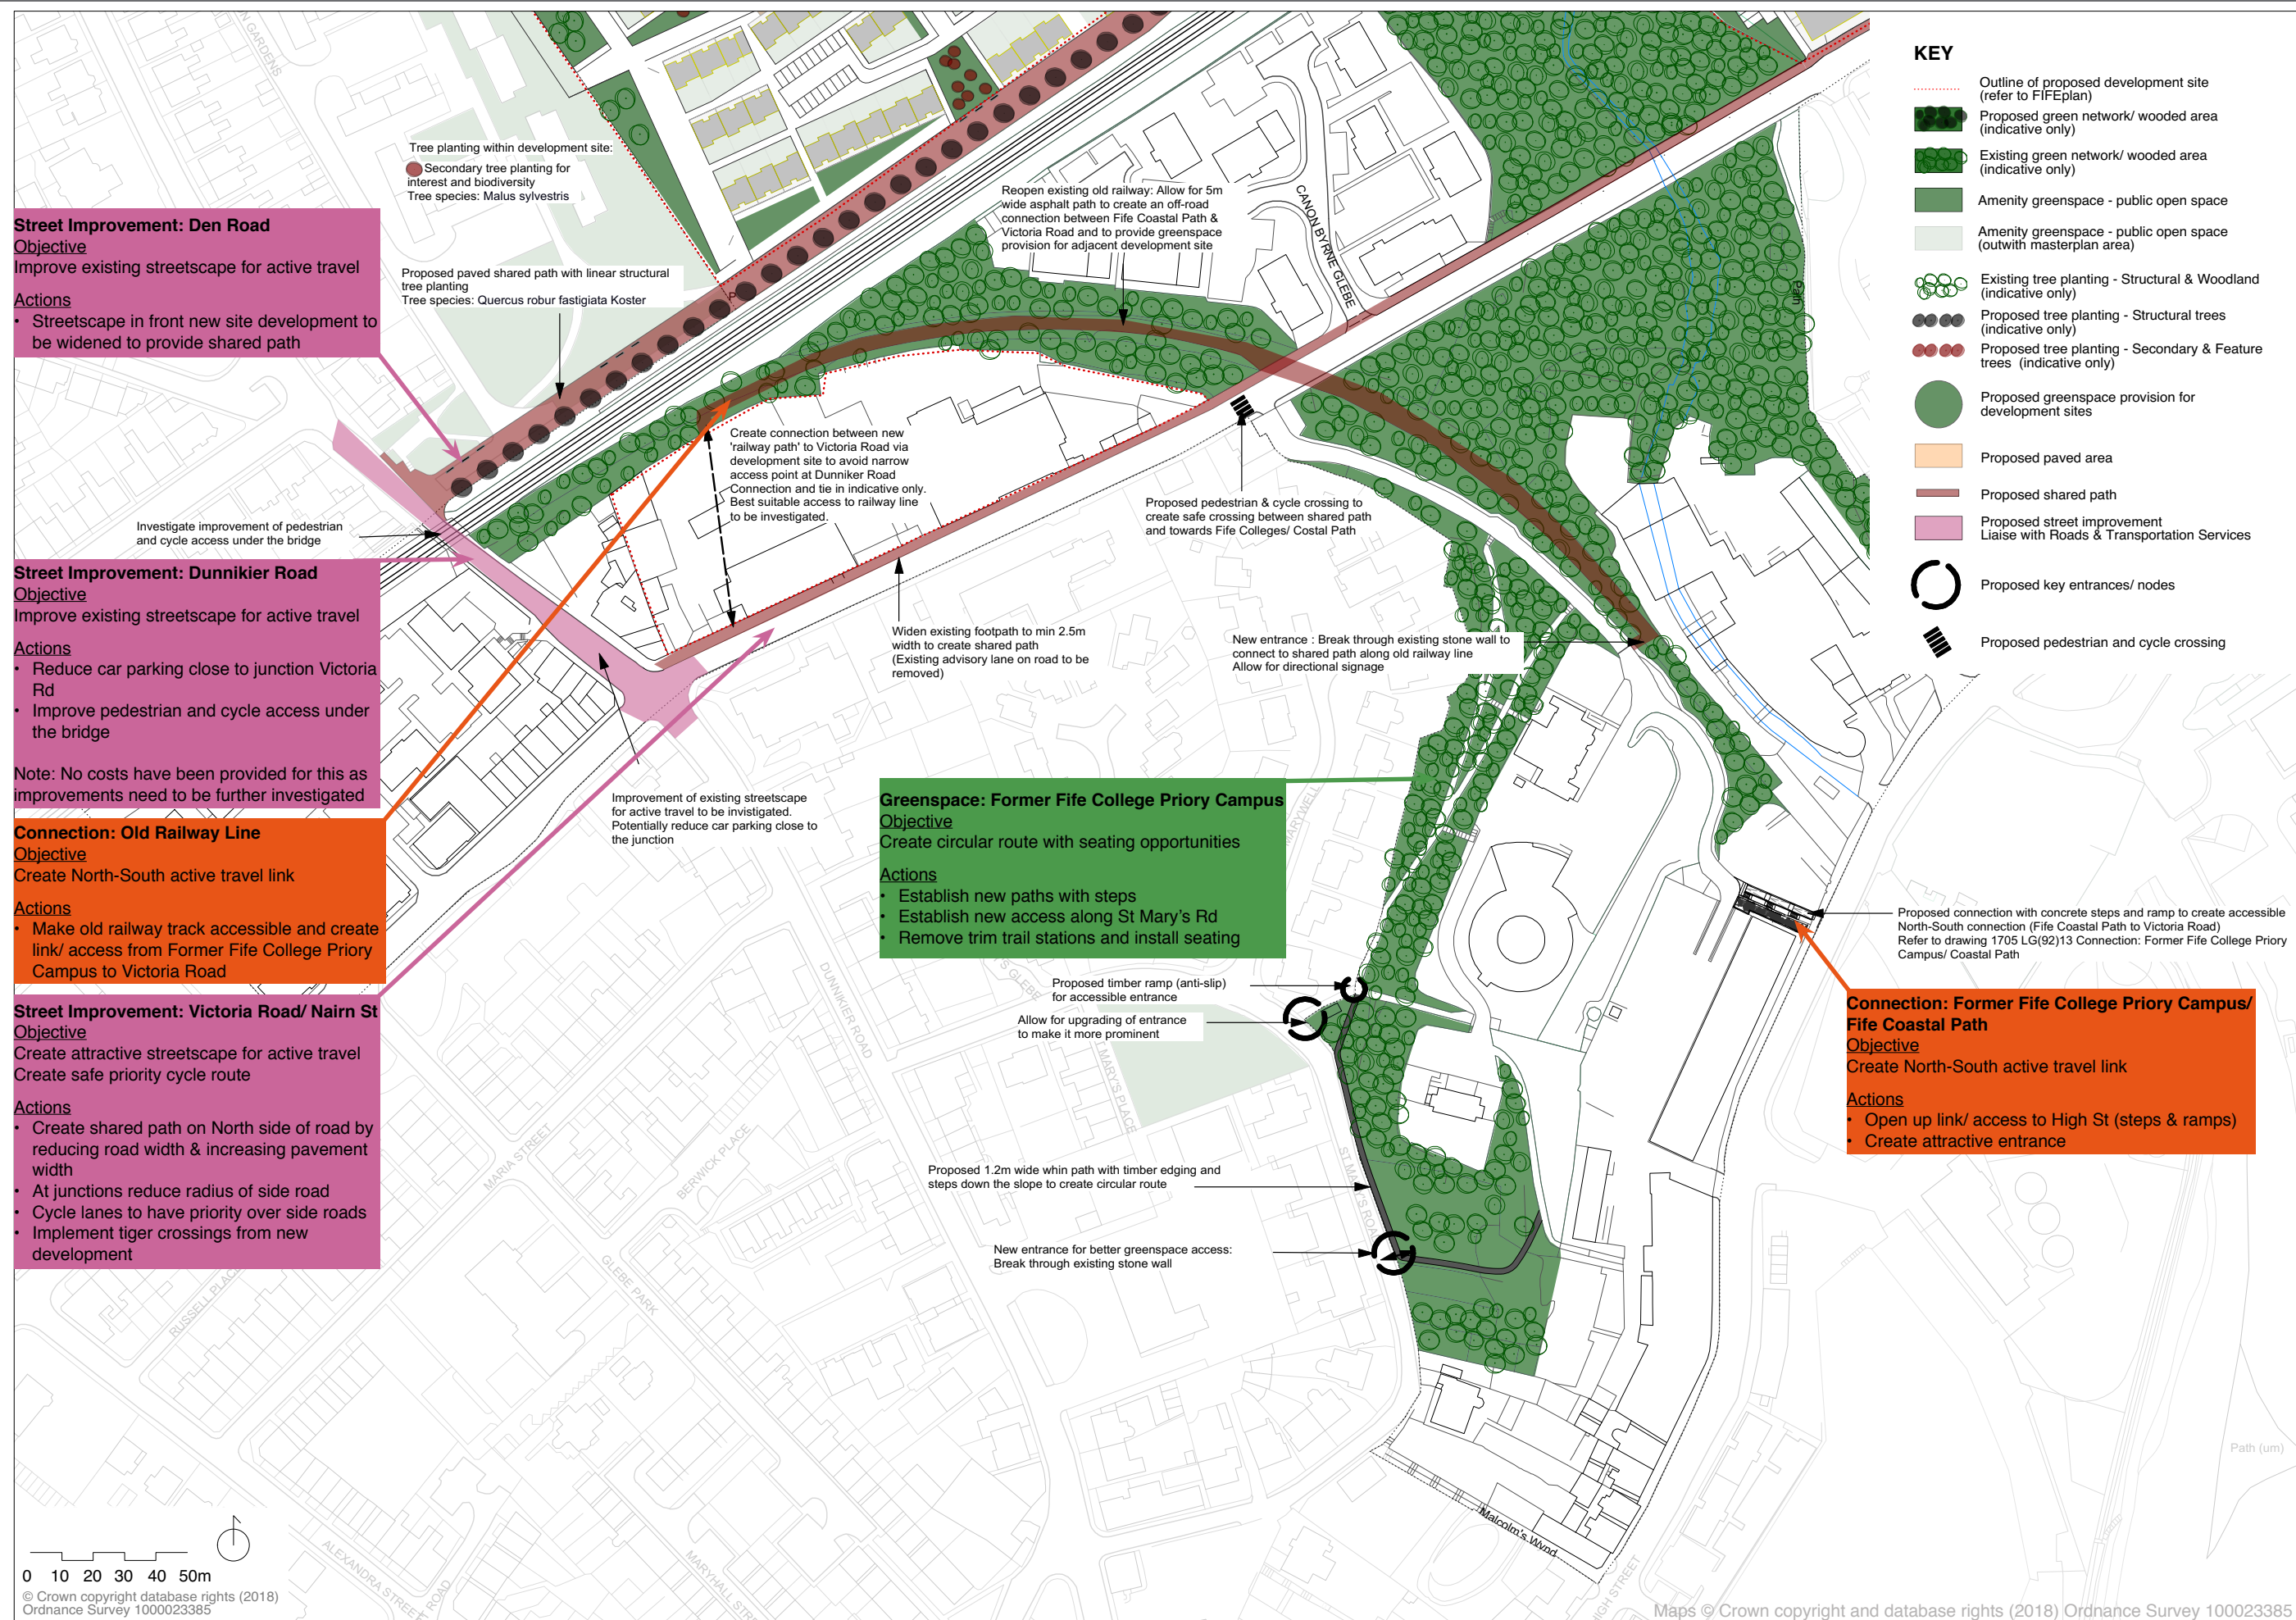 GARDENS
Tree planting within development site:
Secondary tree planting for
interest and biodiversity
Tree species: Malus sylvestris
Street Improvement: Den Road
Objective
Improve existing streetscape for active travel
Actions
• Streetscape in front new site development to
be widened to provide shared path
Proposed paved shared path with linear structural
tree planting
Tree species: Quercus robur fastigiata Koster
P
Reopen existing old railway: Allow for 5m
wide asphalt path to create an off-road
connection between Fife Coastal Path &
Victoria Road and to provide greenspace
provision for adjacent development site
CANON BYRNE GLEBE
Path
Create connection between new
'railway path' to Victoria Road via
development site to avoid narrow
access point at Dunniker Road
Connection and tie in indicative only.
Best suitable access to railway line
to be investigated.
Investigate improvement of pedestrian
and cycle access under the bridge
Proposed pedestrian & cycle crossing to
create safe crossing between shared path
and towards Fife Colleges/ Costal Path
Street Improvement: Dunnikier Road
Objective
Improve existing streetscape for active travel
Actions
• Reduce car parking close to junction Victoria
Rd
• Improve pedestrian and cycle access under
the bridge
Note: No costs have been provided for this as
improvements need to be further investigated
Widen existing footpath to min 2.5m
width to create shared path
(Existing advisory lane on road to be
removed)
New entrance : Break through existing stone wall to
connect to shared path along old railway line
Allow for directional signage
Improvement of existing streetscape
for active travel to be invistigated.
Potentially reduce car parking close to
the junction
Connection: Old Railway Line
Objective
Create North-South active travel link
Actions
• Make old railway track accessible and create
link/ access from Former Fife College Priory
Campus to Victoria Road
Greenspace: Former Fife College Priory Campus
Objective
Create circular route with seating opportunities
Actions
• Establish new paths with steps
• Establish new access along St Mary's Rd
• Remove trim trail stations and install seating
MARYWELL
Street Improvement: Victoria Road/ Nairn St
Objective
Create attractive streetscape for active travel
Create safe priority cycle route
Actions
• Create shared path on North side of road by
reducing road width & increasing pavement
width
• At junctions reduce radius of side road
• Cycle lanes to have priority over side roads
• Implement tiger crossings from new
development
DUNNIKIER ROAD
'S GLEBE
Proposed timber ramp (anti-slip)
for accessible entrance
Allow for upgrading of entrance
to make it more prominent
T MARY'S PLACE
Proposed connection with concrete steps and ramp to create accessible
North-South connection (Fife Coastal Path to Victoria Road)
Refer to drawing 1705 LG(92)13 Connection: Former Fife College Priory
Campus/ Coastal Path
Connection: Former Fife College Priory Campus/
Fife Coastal Path
Objective
Create North-South active travel link
Actions
• Open up link/ access to High St (steps & ramps)
• Create attractive entrance
MARIA STREET
BERWICK PLACE
Proposed 1.2m wide whin path with timber edging and
steps down the slope to create circular route
ST MARY'S ROAD
New entrance for better greenspace access:
Break through existing stone wall
RUSSELL PLACE
GLEBE PARK
Path (um)
Malcolm's Wynd
HIGH STREET
ALEXANDRA STREET
ROAD
MARYHALL STR
KEY
Outline of proposed development site
(refer to FIFEplan)
Proposed green network/ wooded area
(indicative only)
Existing green network/ wooded area
(indicative only)
Amenity greenspace - public open space
Amenity greenspace - public open space
(outwith masterplan area)
Existing tree planting - Structural & Woodland
(indicative only)
Proposed tree planting - Structural trees
(indicative only)
Proposed tree planting - Secondary & Feature
trees (indicative only)
Proposed greenspace provision for
development sites
Proposed paved area
Proposed shared path
Proposed street improvement
Liaise with Roads & Transportation Services
Proposed key entrances/ nodes
Proposed pedestrian and cycle crossing
0 10 20 30 40 50m
© Crown copyright database rights (2018)
Ordnance Survey 1000023385
Maps © Crown copyright and database rights (2018) Ordnance Survey 100023385